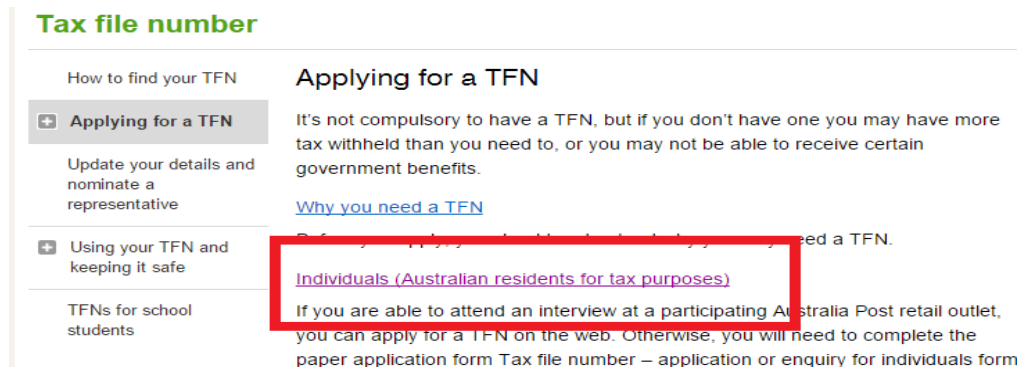 Tax file number
How to find your TFN
Applying for a TFN
Update your details and
nominate a
representative
Using your TFN and
keeping it safe
TFNs for school
students
Applying for a TFN
It's not compulsory to have a TFN, but if you don't have one you may have more
tax withheld than you need to, or you may not be able to receive certain
government benefits.
Why you need a TFN
need a TFN.
Individuals (Australian residents for tax purposes)
If you are able to attend an interview at a participating Australia Post retail outlet,
you can apply for a TFN on the web. Otherwise, you will need to complete the
paper application form Tax file number – application or enquiry for individuals form